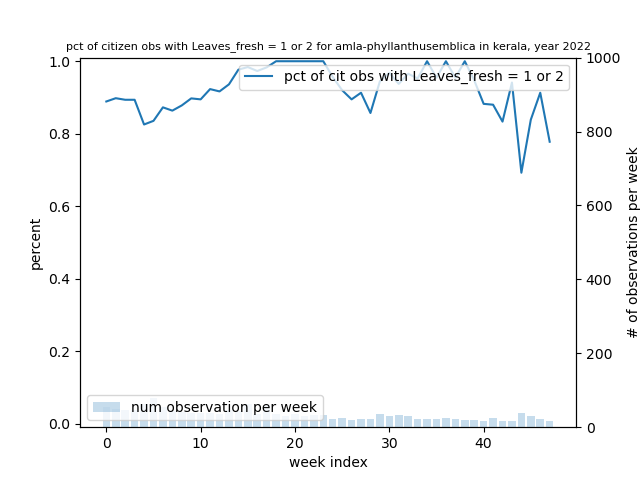 pct of citizen obs with Leaves_fresh = 1 or 2 for amla-phyllanthusemblica in kerala, year 2022
pct of cit obs with Leaves_fresh = 1 or 2
num observation per week
percent
1.0
0.8
0.6
0.4
0.2
0.0
0 10 20 30 40
week index
1000
800
600
400
200
0
# of observations per week